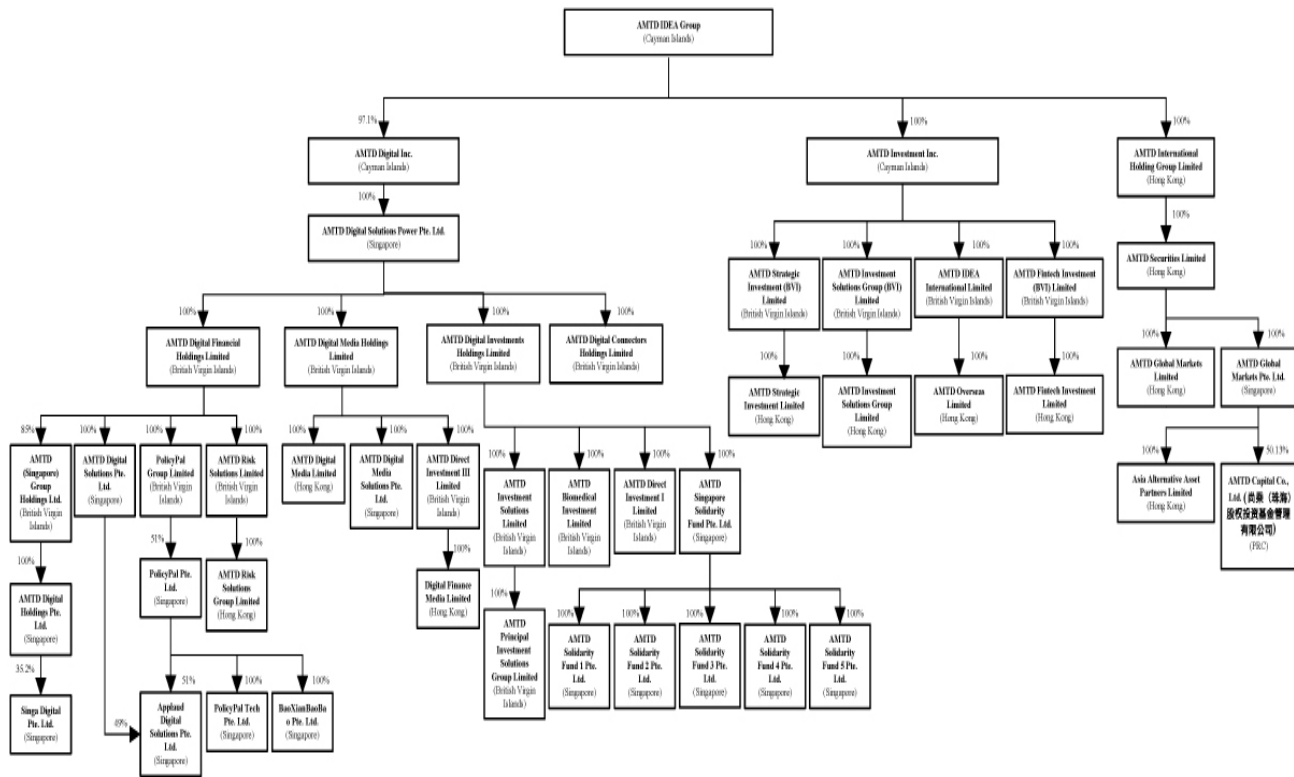 AMTD IDEA Group
(Cayman Islands)
97.1%
100%
100%
AMTD Digital Inc.
(Cayman Islands)
AMTD Investment Inc.
(Cayman Islands)
AMTD International
Holding Group Limited
(Hong Kong)
100%
100%
AMTD Digital Solutions Power Pte. Ltd.
(Singapore)
100%
100%
100%
100%
AMTD Strategic
Investment (BVI)
Limited
(British Virgin Islands)
AMTD Investment
Solutions Group (BVI)
Limited
(British Virgin Islands)
AMTD IDEA
International Limited
(British Virgin Islands)
AMTD Fintech Investment
(BVI) Limited
(British Virgin Islands)
AMTD Securities Limited
(Hong Kong)
100%
100%
100%
100%
AMTD Digital Financial
Holdings Limited
(British Virgin Islands)
AMTD Digital Media Holdings
Limited
(British Virgin Islands)
AMTD Digital Investments
Holdings Limited
(British Virgin Islands)
AMTD Digital Connectors
Holdings Limited
(British Virgin Islands)
100%
100%
100%
100%
100%
100%
AMTD Strategic
Investment Limited
(Hong Kong)
AMTD Investment
Solutions Group
Limited
(Hong Kong)
AMTD Overseas
Limited
(Hong Kong)
AMTD Fintech Investment
Limited
(Hong Kong)
AMTD Global Markets
Limited
(Hong Kong)
AMTD Global
Markets Pte. Ltd.
(Singapore)
85%
100%
100%
100%
100%
100%
100%
100%
100%
100%
100%
100%
50.13%
AMTD
(Singapore)
Group
Holdings Ltd.
(British Virgin
Islands)
AMTD Digital
Solutions Pte.
Ltd.
(Singapore)
PolicyPal
Group Limited
(British Virgin
Islands)
AMTD Risk
Solutions Limited
(British Virgin
Islands)
AMTD Digital
Media Limited
(Hong Kong)
AMTD Digital
Media
Solutions Pte.
Ltd.
(Singapore)
AMTD Direct
Investment III
Limited
(British Virgin
Islands)
AMTD
Investment
Solutions
Limited
(British Virgin
Islands)
AMTD
Biomedical
Investment
Limited
(British Virgin
Islands)
AMTD Direct
Investment I
Limited
(British Virgin
Islands)
AMTD
Singapore
Solidarity
Fund Pte. Ltd.
(Singapore)
Asia Alternative Asset
Partners Limited
(Hong Kong)
AMTD Capital Co.,
Ltd. (尚乘（珠海）
股权投资基金管理
有限公司)
(PRC)
100%
51%
100%
100%
AMTD Digital
Holdings Pte.
Ltd.
(Singapore)
PolicyPal Pte.
Ltd.
(Singapore)
AMTD Risk
Solutions
Group Limited
(Hong Kong)
Digital Finance
Media Limited
(Hong Kong)
100%
100%
100%
100%
100%
100%
AMTD
Principal
Investment
Solutions
Group Limited
(British Virgin
Islands)
AMTD
Solidarity
Fund 1 Pte.
Ltd.
(Singapore)
AMTD
Solidarity
Fund 2 Pte.
Ltd.
(Singapore)
AMTD
Solidarity
Fund 3 Pte.
Ltd.
(Singapore)
AMTD
Solidarity
Fund 4 Pte.
Ltd.
(Singapore)
AMTD
Solidarity
Fund 5 Pte.
Ltd.
(Singapore)
35.2%
49%
51%
100%
100%
Singa Digital Pte. Ltd.
(Singapore)
Applaud
Digital
Solutions Pte.
Ltd.
(Singapore)
PolicyPal Tech
Pte. Ltd.
(Singapore)
BaoXianBaoBa
o Pte. Ltd.
(Singapore)